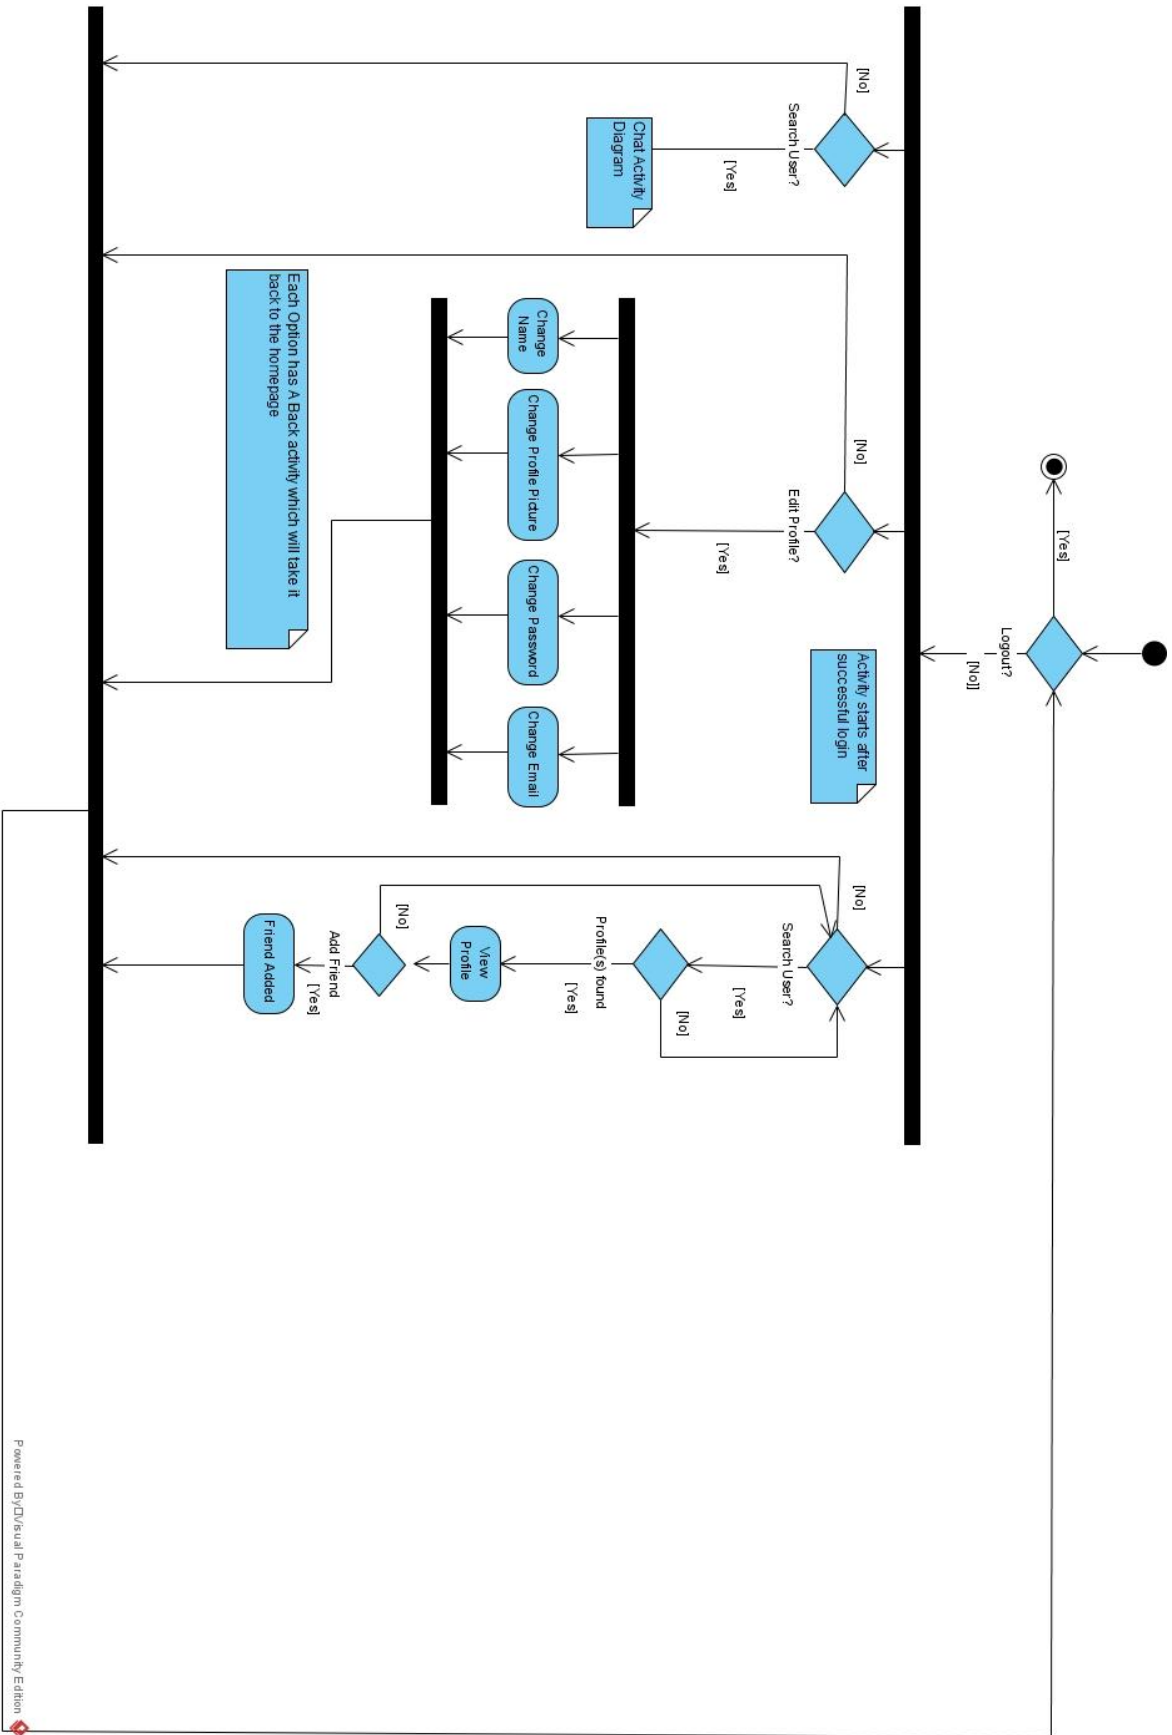 [Yes]
Logout?
[No]]
[No]
Search User?
[Yes]
Chat Activity
Diagram
[No]
Edit Profile?
[Yes]
Activity starts after
successful login
[No]
Search User?
[Yes]
[No]
Profile(s) found
[Yes]
Change
Name
Change Profile Picture
Change Password
Change Email
View
Profile
[No]
Add Friend
[Yes]
Friend Added
Each Option has A Back activity which will take it
back to the homepage
Powered By□Visual Paradigm Community Edition